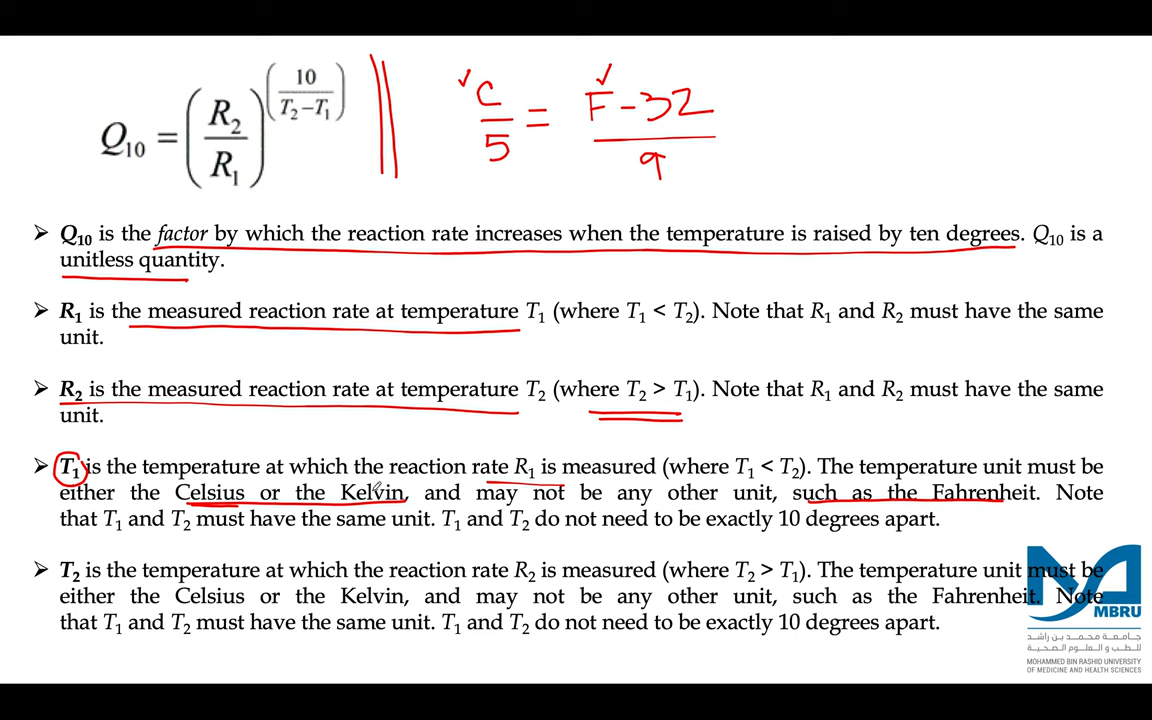 Q₁₀ = (R₂/R₁)^(10/(T₂−T₁))
C/5 = (F-32)/9
➢ Q₁₀ is the factor by which the reaction rate increases when the temperature is raised by ten degrees. Q₁₀ is a
unitless quantity.
➢ R₁ is the measured reaction rate at temperature T₁ (where T₁ < T₂). Note that R₁ and R₂ must have the same
unit.
➢ R₂ is the measured reaction rate at temperature T₂ (where T₂ > T₁). Note that R₁ and R₂ must have the same
unit.
➢ T₁ is the temperature at which the reaction rate R₁ is measured (where T₁ < T₂). The temperature unit must be
either the Celsius or the Kelvin, and may not be any other unit, such as the Fahrenheit. Note
that T₁ and T₂ must have the same unit. T₁ and T₂ do not need to be exactly 10 degrees apart.
➢ T₂ is the temperature at which the reaction rate R₂ is measured (where T₂ > T₁). The temperature unit must be
either the Celsius or the Kelvin, and may not be any other unit, such as the Fahrenheit. Note
that T₁ and T₂ must have the same unit. T₁ and T₂ do not need to be exactly 10 degrees apart.
MBRU
جامعة محمد بن راشد
للطب و العلوم الصحية
MOHAMMED BIN RASHID UNIVERSITY
OF MEDICINE AND HEALTH SCIENCES